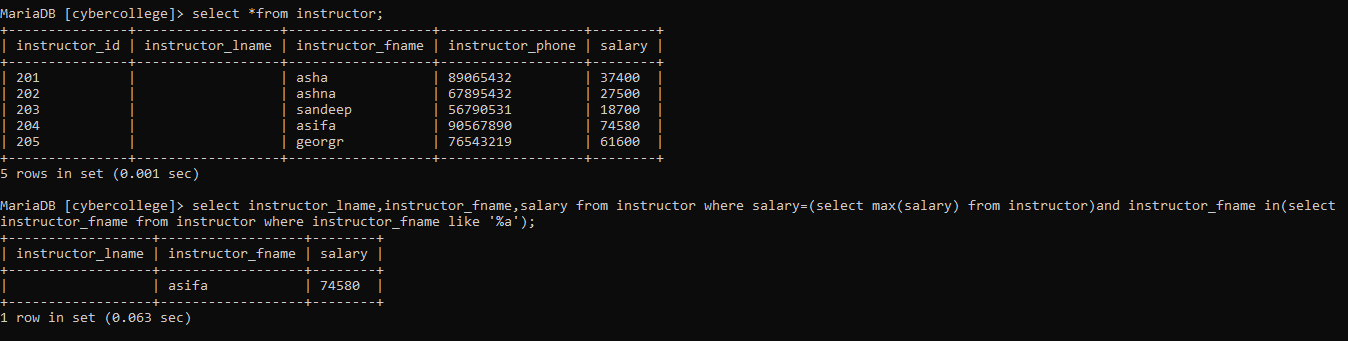 MariaDB [cybercollege]> select *from instructor;
+---------------+------------------+------------------+------------------+--------+
| instructor_id | instructor_lname | instructor_fname | instructor_phone | salary |
+---------------+------------------+------------------+------------------+--------+
| 201           |                  | asha             | 89065432         | 37400  |
| 202           |                  | ashna            | 67895432         | 27500  |
| 203           |                  | sandeep          | 56790531         | 18700  |
| 204           |                  | asifa            | 90567890         | 74580  |
| 205           |                  | georgr           | 76543219         | 61600  |
+---------------+------------------+------------------+------------------+--------+
5 rows in set (0.001 sec)
MariaDB [cybercollege]> select instructor_lname,instructor_fname,salary from instructor where salary=(select max(salary) from instructor)and instructor_fname in(select
instructor_fname from instructor where instructor_fname like '%a');
+------------------+------------------+--------+
| instructor_lname | instructor_fname | salary |
+------------------+------------------+--------+
|                  | asifa            | 74580  |
+------------------+------------------+--------+
1 row in set (0.063 sec)